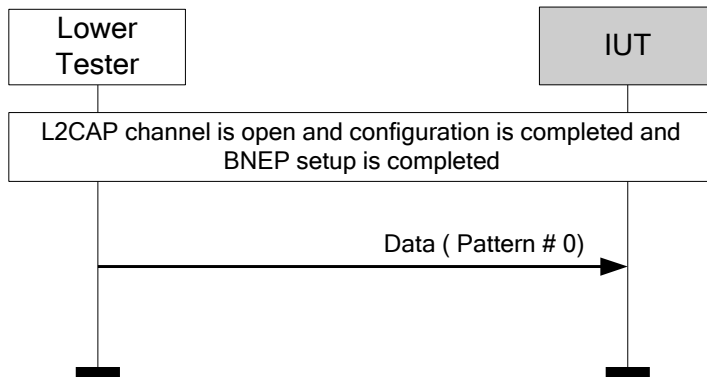 Lower
Tester
IUT
L2CAP channel is open and configuration is completed and
BNEP setup is completed
Data ( Pattern # 0)